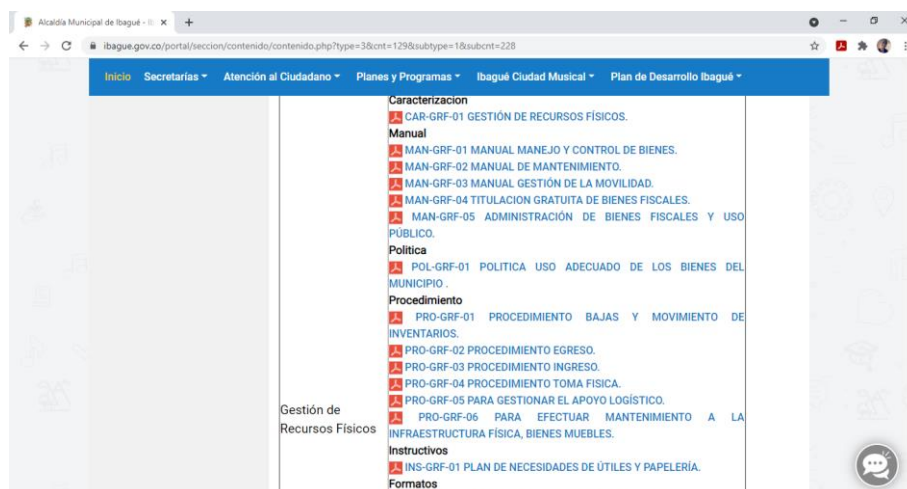 Alcaldía Municipal de Ibagué - I
ibague.gov.co/portal/seccion/contenido/contenido.php?type=3&cnt=129&subtype=1&subcnt=228
Inicio Secretarías Atención al Ciudadano Planes y Programas Ibagué Ciudad Musical Plan de Desarrollo Ibagué
Caracterizacion
CAR-GRF-01 GESTIÓN DE RECURSOS FÍSICOS.
Manual
MAN-GRF-01 MANUAL MANEJO Y CONTROL DE BIENES.
MAN-GRF-02 MANUAL DE MANTENIMIENTO.
MAN-GRF-03 MANUAL GESTIÓN DE LA MOVILIDAD.
MAN-GRF-04 TITULACION GRATUITA DE BIENES FISCALES.
MAN-GRF-05 ADMINISTRACIÓN DE BIENES FISCALES Y USO
PÚBLICO.
Politica
POL-GRF-01 POLITICA USO ADECUADO DE LOS BIENES DEL
MUNICIPIO .
Procedimiento
PRO-GRF-01 PROCEDIMIENTO BAJAS Y MOVIMIENTO DE
INVENTARIOS.
PRO-GRF-02 PROCEDIMIENTO EGRESO.
PRO-GRF-03 PROCEDIMIENTO INGRESO.
PRO-GRF-04 PROCEDIMIENTO TOMA FISICA.
PRO-GRF-05 PARA GESTIONAR EL APOYO LOGÍSTICO.
PRO-GRF-06 PARA EFECTUAR MANTENIMIENTO A LA
INFRAESTRUCTURA FÍSICA, BIENES MUEBLES.
Gestión de
Recursos Físicos
Instructivos
INS-GRF-01 PLAN DE NECESIDADES DE ÚTILES Y PAPELERÍA.
Formatos